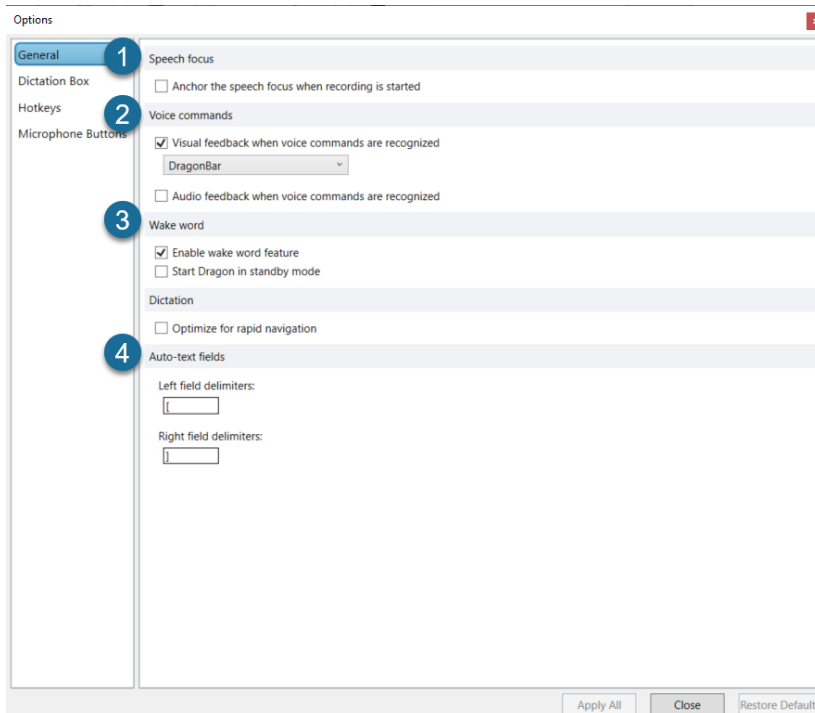 Options
General
Dictation Box
Hotkeys
Microphone Buttons
1
Speech focus
Anchor the speech focus when recording is started
2
Voice commands
Visual feedback when voice commands are recognized
DragonBar
Audio feedback when voice commands are recognized
3
Wake word
Enable wake word feature
Start Dragon in standby mode
Dictation
Optimize for rapid navigation
4
Auto-text fields
Left field delimiters:
[
Right field delimiters:
]
Apply All
Close
Restore Default